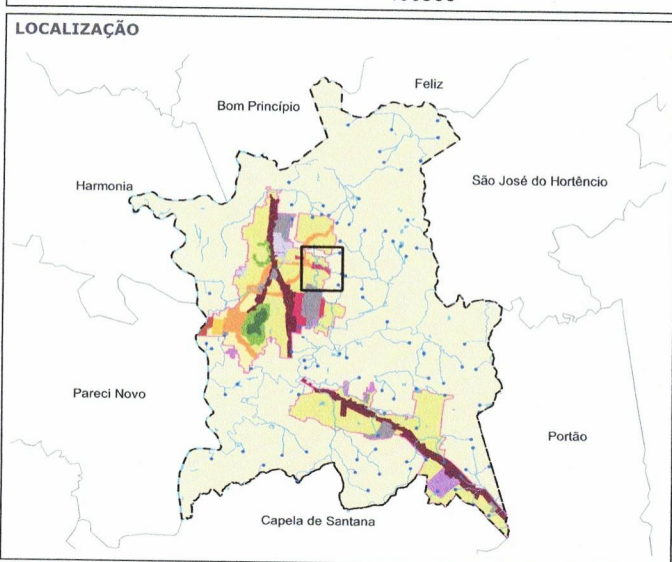 LOCALIZAÇÃO
Feliz
Bom Princípio
São José do Hortêncio
Harmonia
Pareci Novo
Portão
Capela de Santana